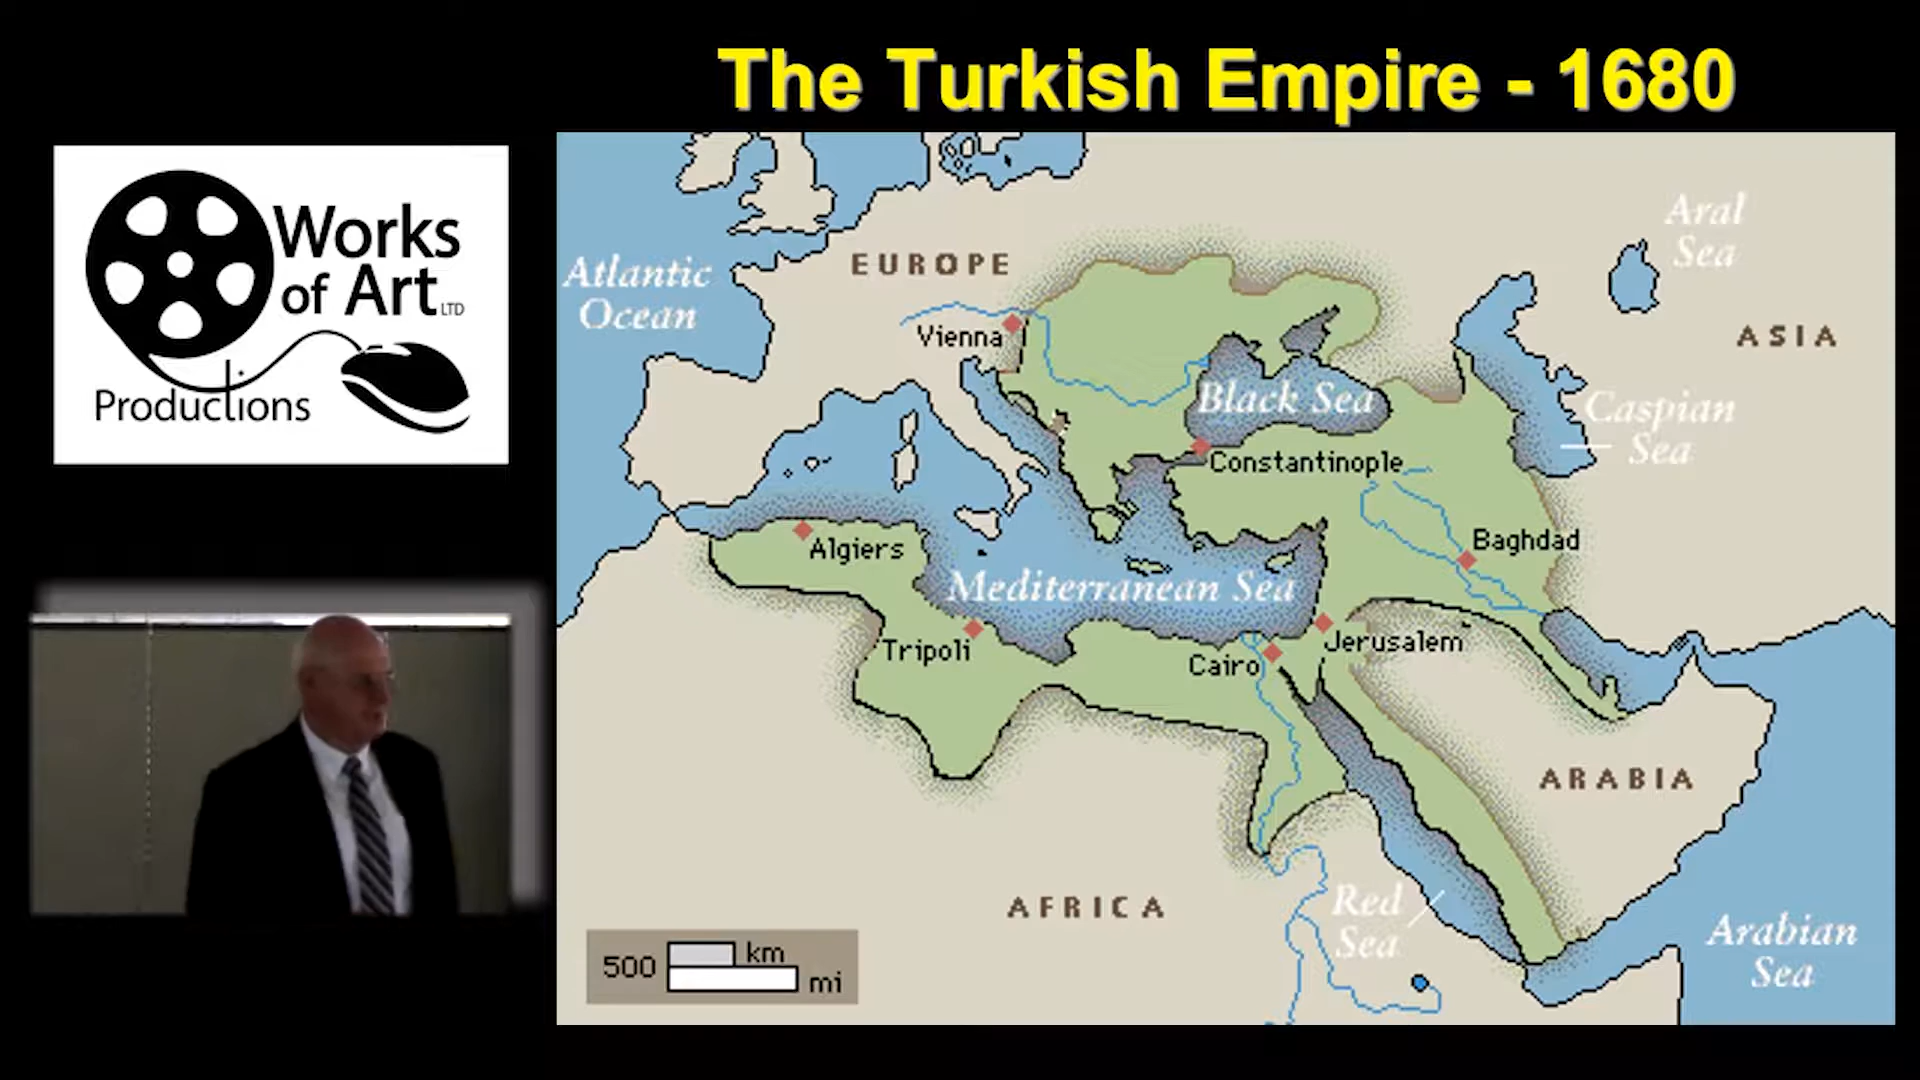 The Turkish Empire - 1680
Works
of Art LTD
Productions
Aral
Sea
EUROPE
Atlantic
Ocean
Vienna
ASIA
Black Sea
Caspian
Sea
Constantinople
Algiers
Baghdad
Mediterranean Sea
Tripoli
Cairo
Jerusalem
ARABIA
AFRICA
Red
Sea
Arabian
Sea
500 km
mi